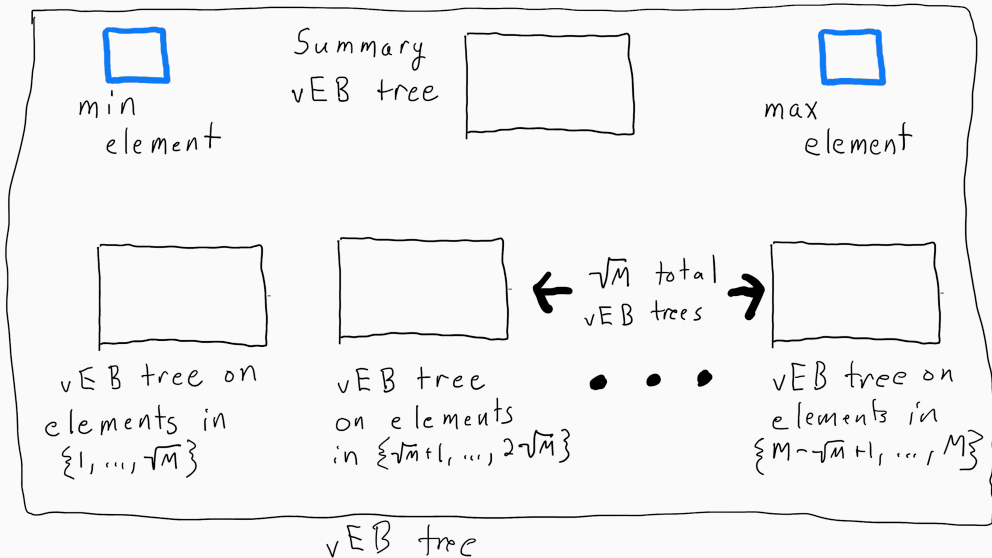 min
element
Summary
vEB tree
max
element
√M total
vEB trees
vEB tree on
elements in
{1, ..., √M}
vEB tree
on elements
in {√M+1, ..., 2√M}
vEB tree on
elements in
{M-√M+1, ..., M}
vEB tree